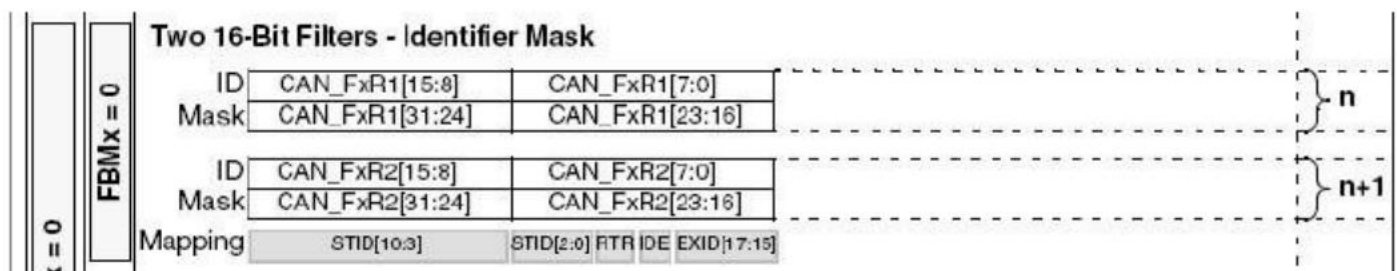 Two 16-Bit Filters - Identifier Mask
ID CAN_FxR1[15:8] CAN_FxR1[7:0]
Mask CAN_FxR1[31:24] CAN_FxR1[23:16]
n
ID CAN_FxR2[15:8] CAN_FxR2[7:0]
Mask CAN_FxR2[31:24] CAN_FxR2[23:16]
n+1
Mapping STID[10:3] STID[2:0] RTR IDE EXID[17:15]
FBMx = 0
= 0